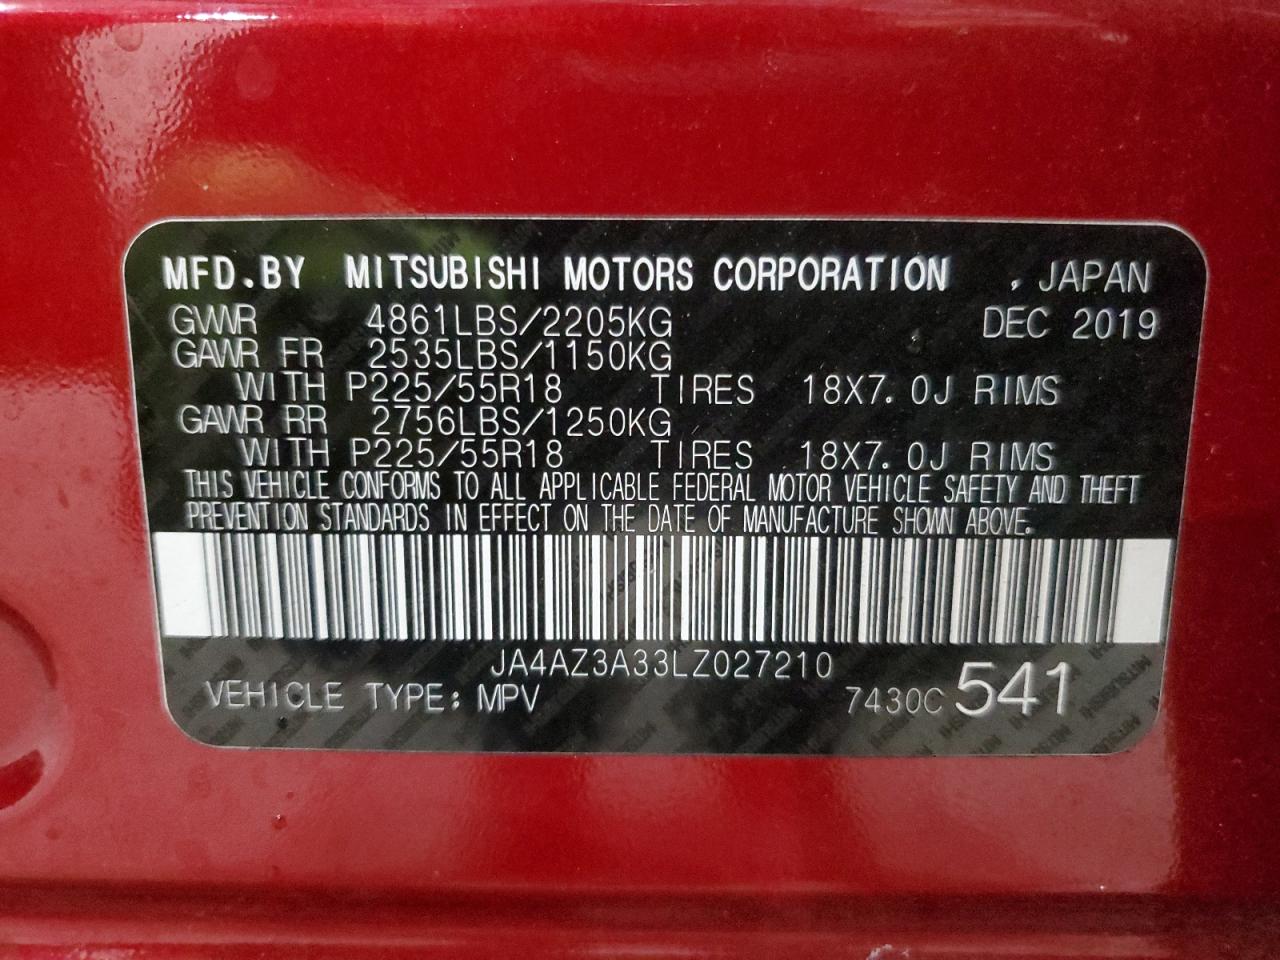 MFD.BY MITSUBISHI MOTORS CORPORATION , JAPAN
GWR 4861LBS/2205KG DEC 2019
GAWR FR 2535LBS/1150KG
WITH P225/55R18 TIRES 18X7.0J RIMS
GAWR RR 2756LBS/1250KG
WITH P225/55R18 TIRES 18X7.0J RIMS
THIS VEHICLE CONFORMS TO ALL APPLICABLE FEDERAL MOTOR VEHICLE SAFETY AND THEFT
PREVENTION STANDARDS IN EFFECT ON THE DATE OF MANUFACTURE SHOWN ABOVE.
JA4AZ3A33LZ027210
VEHICLE TYPE: MPV 7430C 541